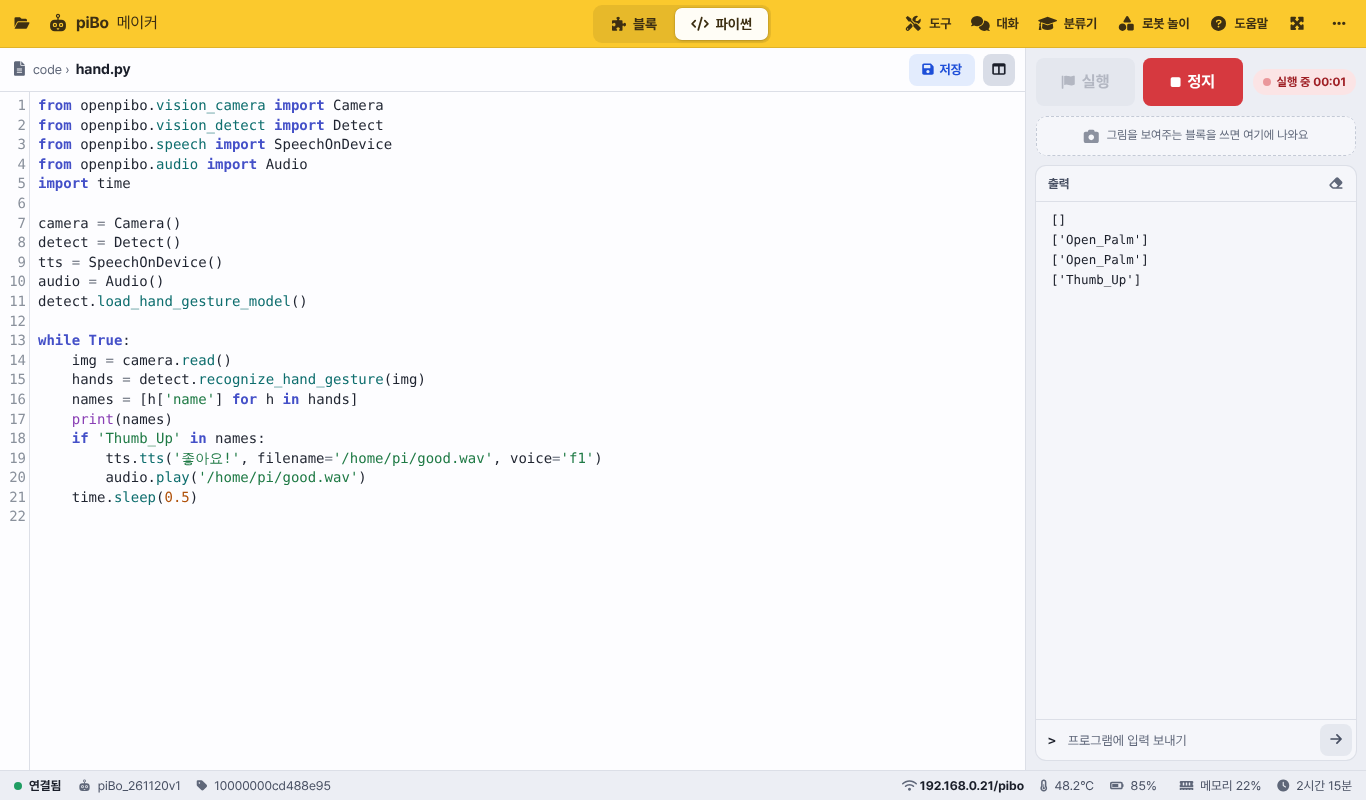 piBo 메이커
블록
파이썬
도구
대화
분류기
로봇 놀이
도움말
code › hand.py
저장
실행
정지
실행 중 00:01
1 from openpibo.vision_camera import Camera
2 from openpibo.vision_detect import Detect
3 from openpibo.speech import SpeechOnDevice
4 from openpibo.audio import Audio
5 import time
6
7 camera = Camera()
8 detect = Detect()
9 tts = SpeechOnDevice()
10 audio = Audio()
11 detect.load_hand_gesture_model()
12
13 while True:
14     img = camera.read()
15     hands = detect.recognize_hand_gesture(img)
16     names = [h['name'] for h in hands]
17     print(names)
18     if 'Thumb_Up' in names:
19         tts.tts('좋아요!', filename='/home/pi/good.wav', voice='f1')
20         audio.play('/home/pi/good.wav')
21     time.sleep(0.5)
22
그림을 보여주는 블록을 쓰면 여기에 나와요
출력
[]
['Open_Palm']
['Open_Palm']
['Thumb_Up']
> 프로그램에 입력 보내기
연결됨
piBo_261120v1
10000000cd488e95
192.168.0.21/pibo
48.2°C
85%
메모리 22%
2시간 15분